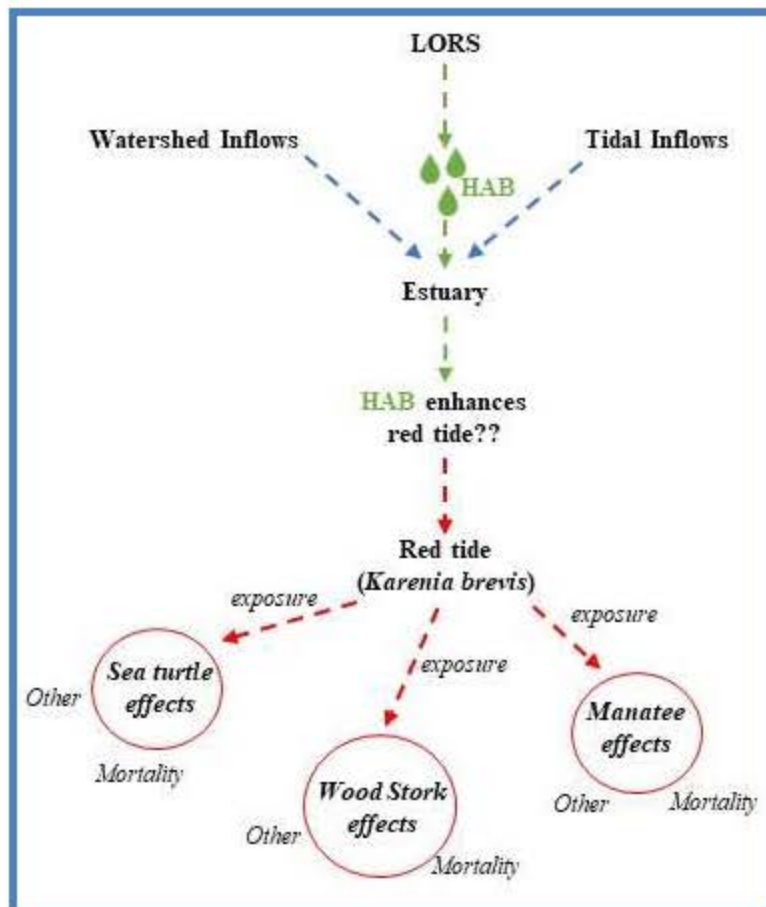 LORS
Watershed Inflows
Tidal Inflows
HAB
Estuary
HAB enhances
red tide??
Red tide
(Karenia brevis)
exposure
exposure
exposure
Sea turtle
effects
Other
Mortality
Wood Stork
effects
Other
Mortality
Manatee
effects
Other
Mortality